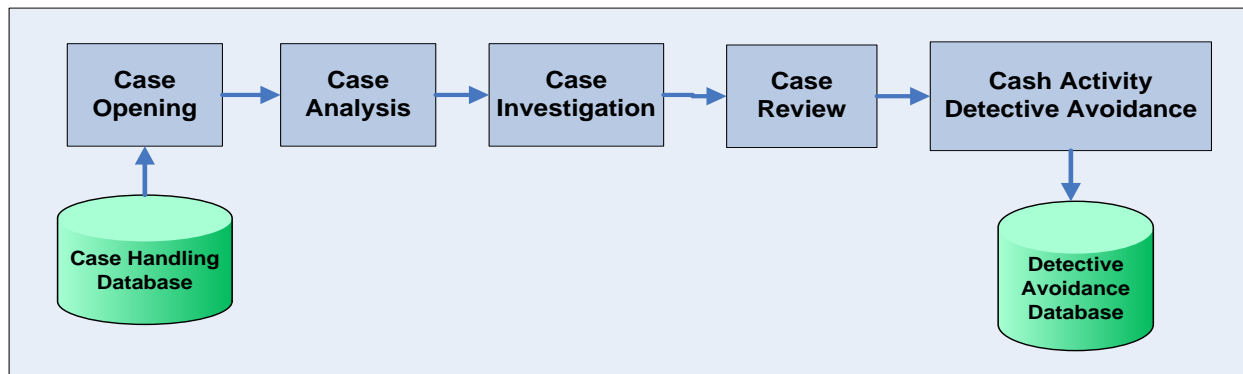 Case
Opening
Case
Analysis
Case
Investigation
Case
Review
Cash Activity
Detective Avoidance
Case Handling
Database
Detective
Avoidance
Database